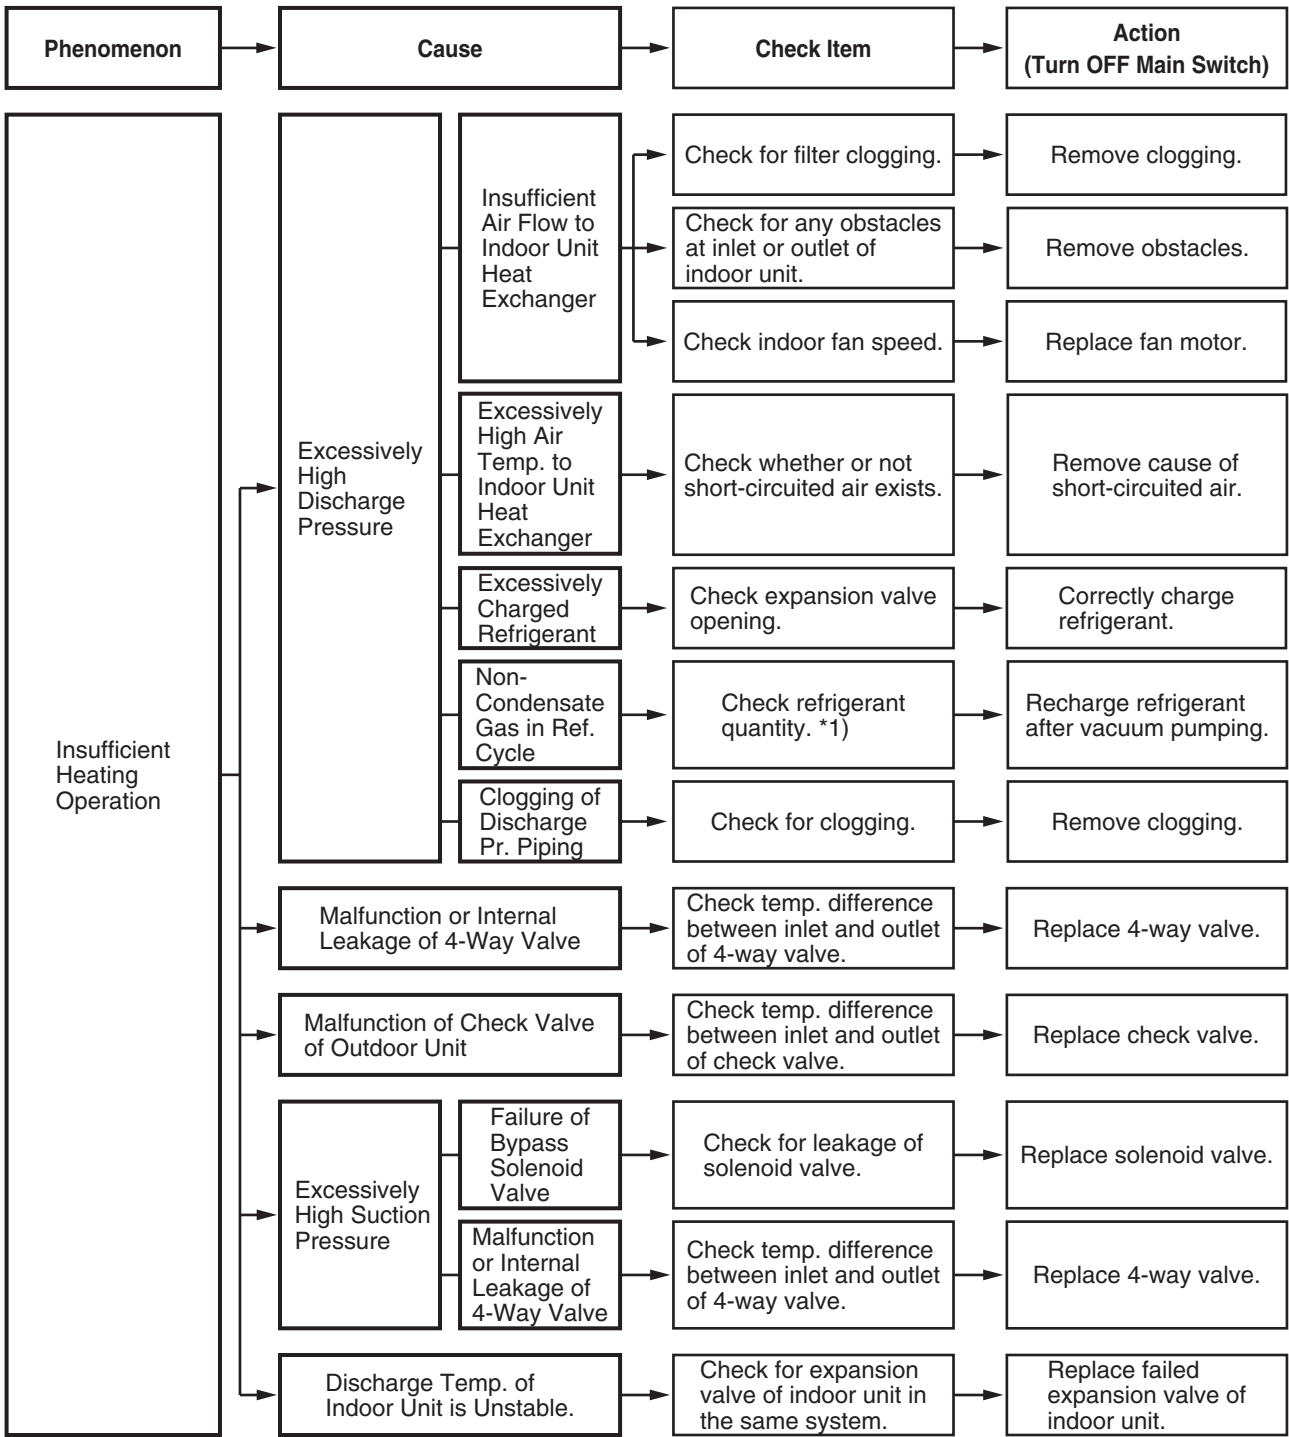 Phenomenon
Cause
Check Item
Action
(Turn OFF Main Switch)
Insufficient
Heating
Operation
Excessively
High
Discharge
Pressure
Insufficient
Air Flow to
Indoor Unit
Heat
Exchanger
Check for filter clogging.
Remove clogging.
Check for any obstacles
at inlet or outlet of
indoor unit.
Remove obstacles.
Check indoor fan speed.
Replace fan motor.
Excessively
High Air
Temp. to
Indoor Unit
Heat
Exchanger
Check whether or not
short-circuited air exists.
Remove cause of
short-circuited air.
Excessively
Charged
Refrigerant
Check expansion valve
opening.
Correctly charge
refrigerant.
Non-
Condensate
Gas in Ref.
Cycle
Check refrigerant
quantity. *1)
Recharge refrigerant
after vacuum pumping.
Clogging of
Discharge
Pr. Piping
Check for clogging.
Remove clogging.
Malfunction or Internal
Leakage of 4-Way Valve
Check temp. difference
between inlet and outlet
of 4-way valve.
Replace 4-way valve.
Malfunction of Check Valve
of Outdoor Unit
Check temp. difference
between inlet and outlet
of check valve.
Replace check valve.
Excessively
High Suction
Pressure
Failure of
Bypass
Solenoid
Valve
Check for leakage of
solenoid valve.
Replace solenoid valve.
Malfunction
or Internal
Leakage of
4-Way Valve
Check temp. difference
between inlet and outlet
of 4-way valve.
Replace 4-way valve.
Discharge Temp. of
Indoor Unit is Unstable.
Check for expansion
valve of indoor unit in
the same system.
Replace failed
expansion valve of
indoor unit.